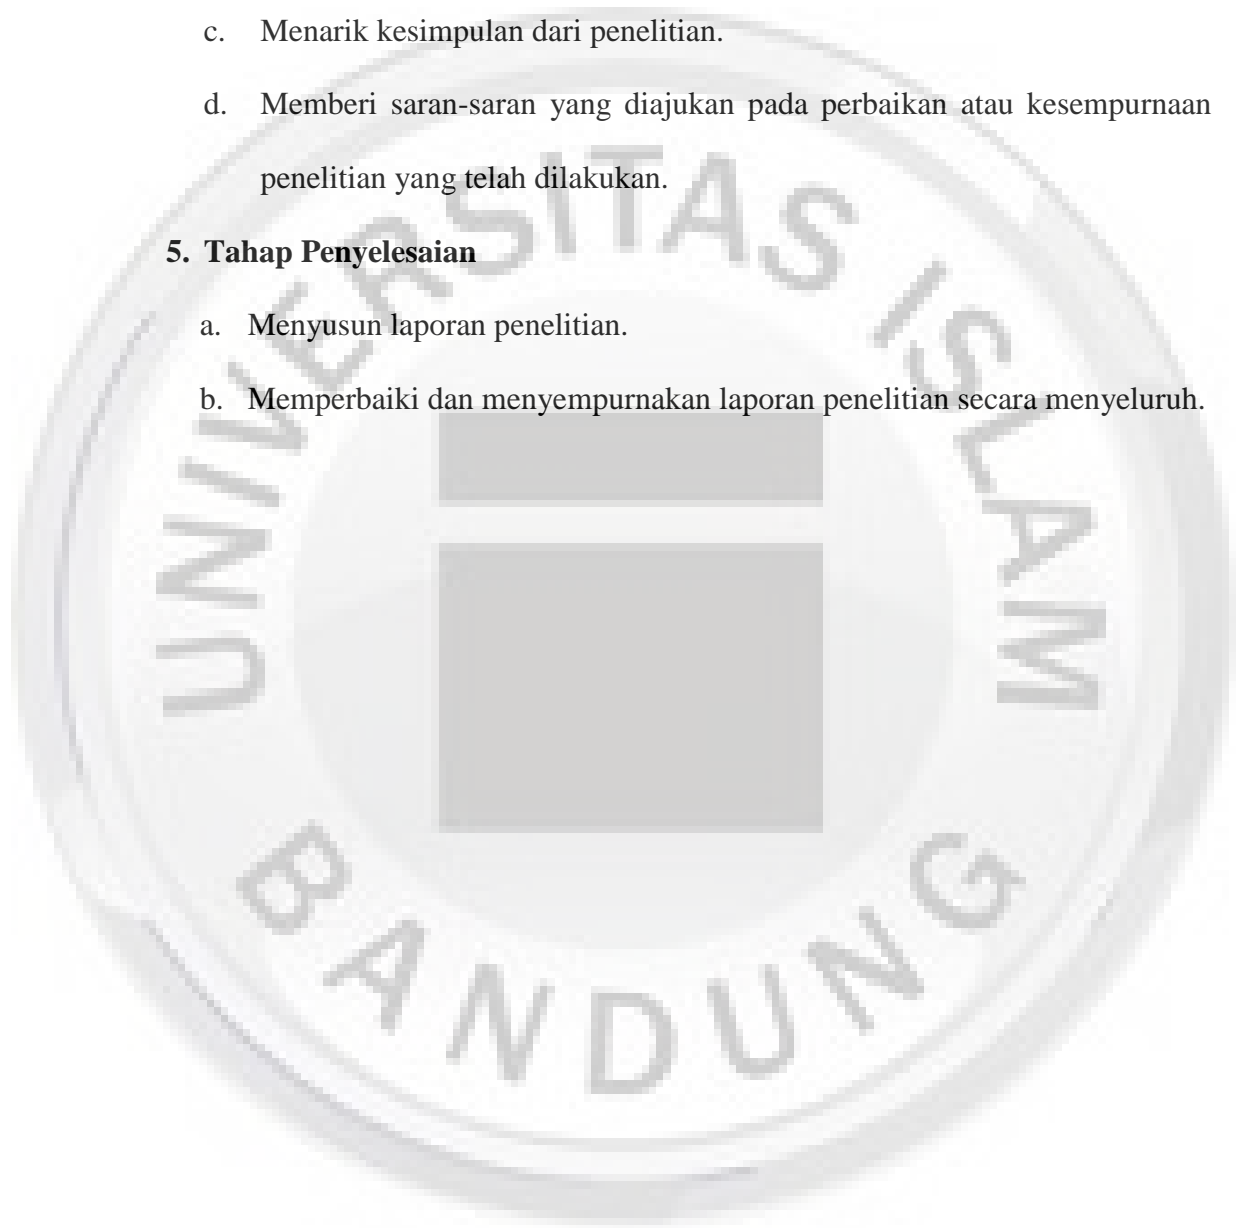 c. Menarik kesimpulan dari penelitian.
d. Memberi saran-saran yang diajukan pada perbaikan atau kesempurnaan
penelitian yang telah dilakukan.
5. Tahap Penyelesaian
a. Menyusun laporan penelitian.
b. Memperbaiki dan menyempurnakan laporan penelitian secara menyeluruh.
UNIVERSITAS ISLAM
BANDUNG